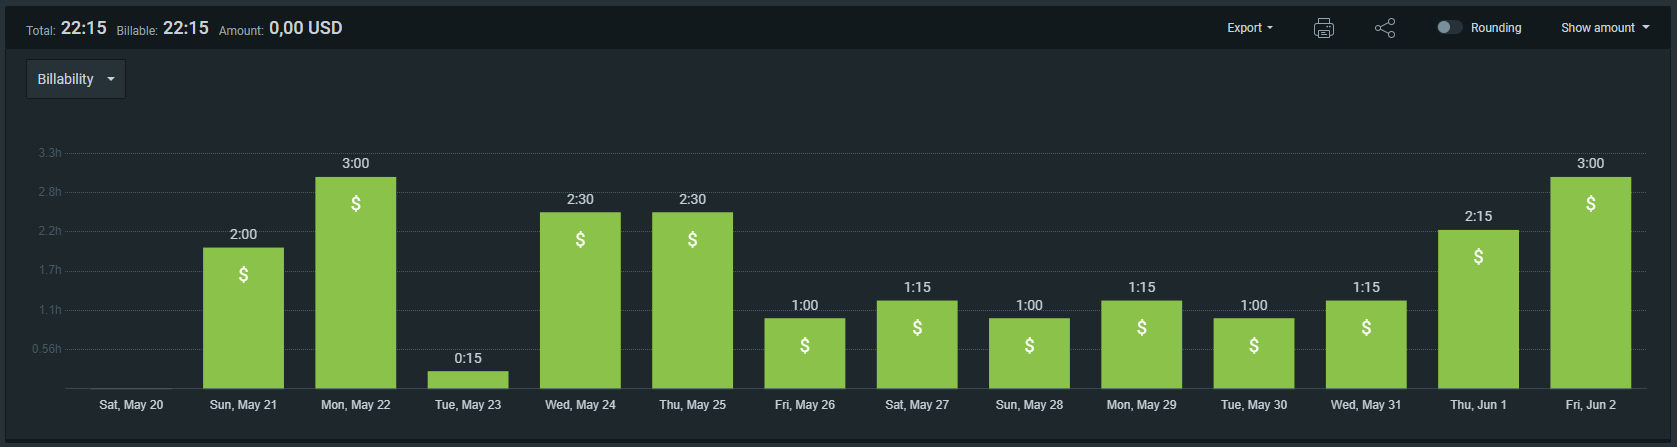 Total: 22:15 Billable: 22:15 Amount: 0,00 USD Export Rounding Show amount
Billability
3.3h
2.8h
2.2h
1.7h
1.1h
0.56h
2:00 3:00 0:15 2:30 2:30 1:00 1:15 1:00 1:15 1:00 1:15 2:15 3:00
$ $ $ $ $ $ $ $ $ $ $ $
Sat, May 20 Sun, May 21 Mon, May 22 Tue, May 23 Wed, May 24 Thu, May 25 Fri, May 26 Sat, May 27 Sun, May 28 Mon, May 29 Tue, May 30 Wed, May 31 Thu, Jun 1 Fri, Jun 2